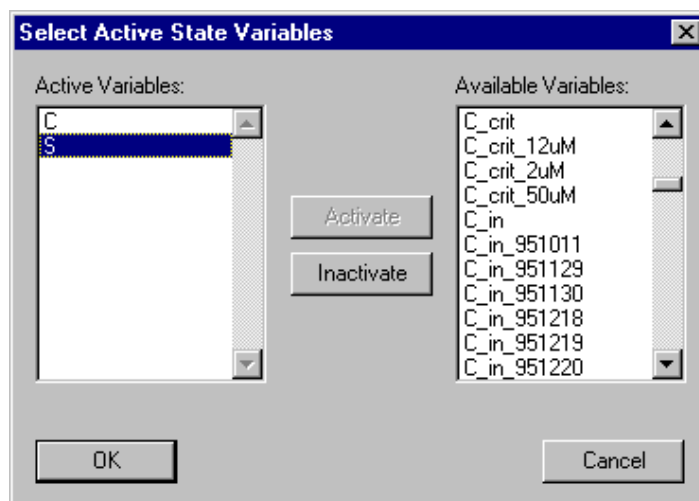 Select Active State Variables
Active Variables:
C
S
Activate
Inactivate
Available Variables:
C_crit
C_crit_12uM
C_crit_2uM
C_crit_50uM
C_in
C_in_951011
C_in_951129
C_in_951130
C_in_951218
C_in_951219
C_in_951220
OK
Cancel